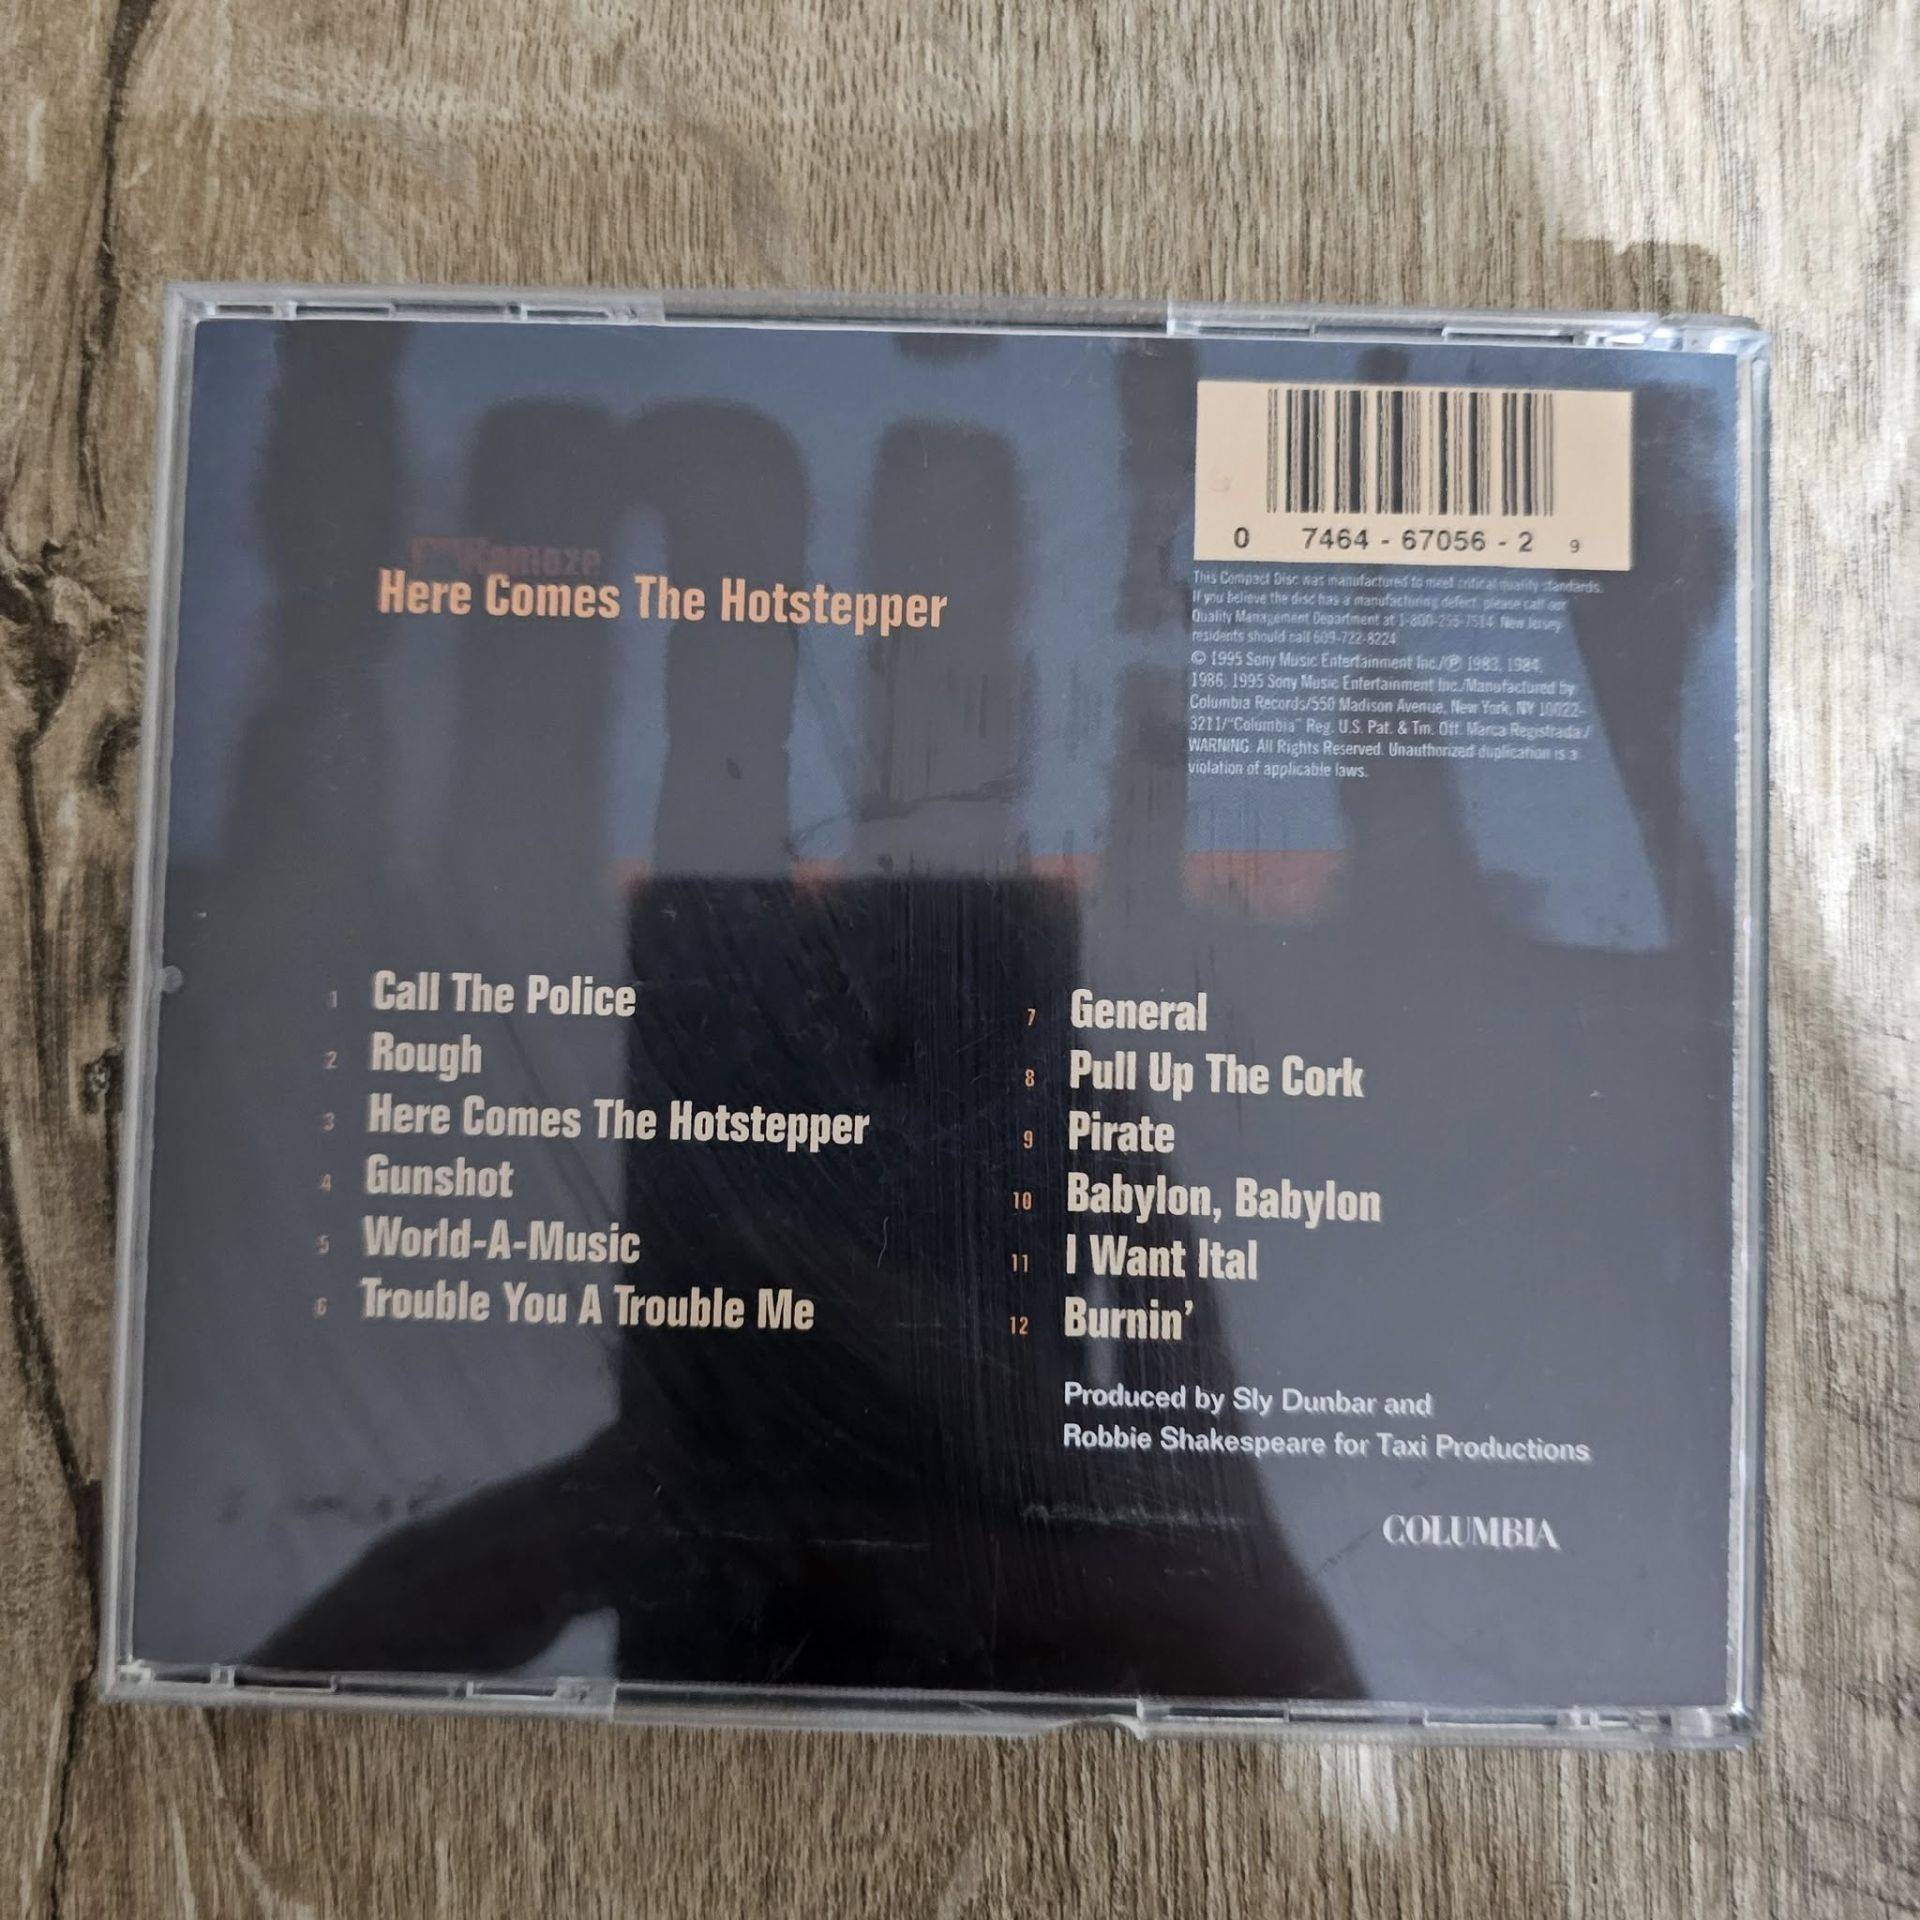 Ini Kamoze
Here Comes The Hotstepper
0 7464 - 67056 - 2 9
This Compact Disc was manufactured to meet critical quality standards.
If you believe the disc has a manufacturing defect, please call our
Quality Management Department at 1-800-255-7514. New Jersey
residents should call 609-722-8224.
© 1995 Sony Music Entertainment Inc./℗ 1983, 1984,
1986, 1995 Sony Music Entertainment Inc./Manufactured by
Columbia Records/550 Madison Avenue, New York, NY 10022-
3211/"Columbia" Reg. U.S. Pat. & Tm. Off. Marca Registrada./
WARNING: All Rights Reserved. Unauthorized duplication is a
violation of applicable laws.
1 Call The Police
2 Rough
3 Here Comes The Hotstepper
4 Gunshot
5 World-A-Music
6 Trouble You A Trouble Me
7 General
8 Pull Up The Cork
9 Pirate
10 Babylon, Babylon
11 I Want Ital
12 Burnin'
Produced by Sly Dunbar and
Robbie Shakespeare for Taxi Productions
COLUMBIA